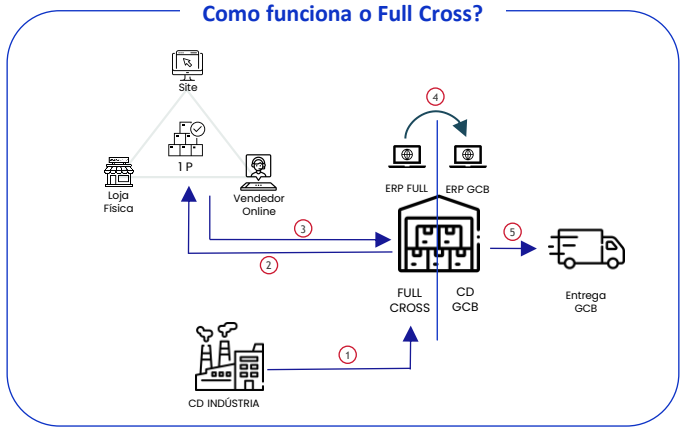 Como funciona o Full Cross?
Site
1 P
Loja
Física
Vendedor
Online
4
ERP FULL
ERP GCB
3
2
5
FULL
CROSS
CD
GCB
Entrega
GCB
1
CD INDÚSTRIA